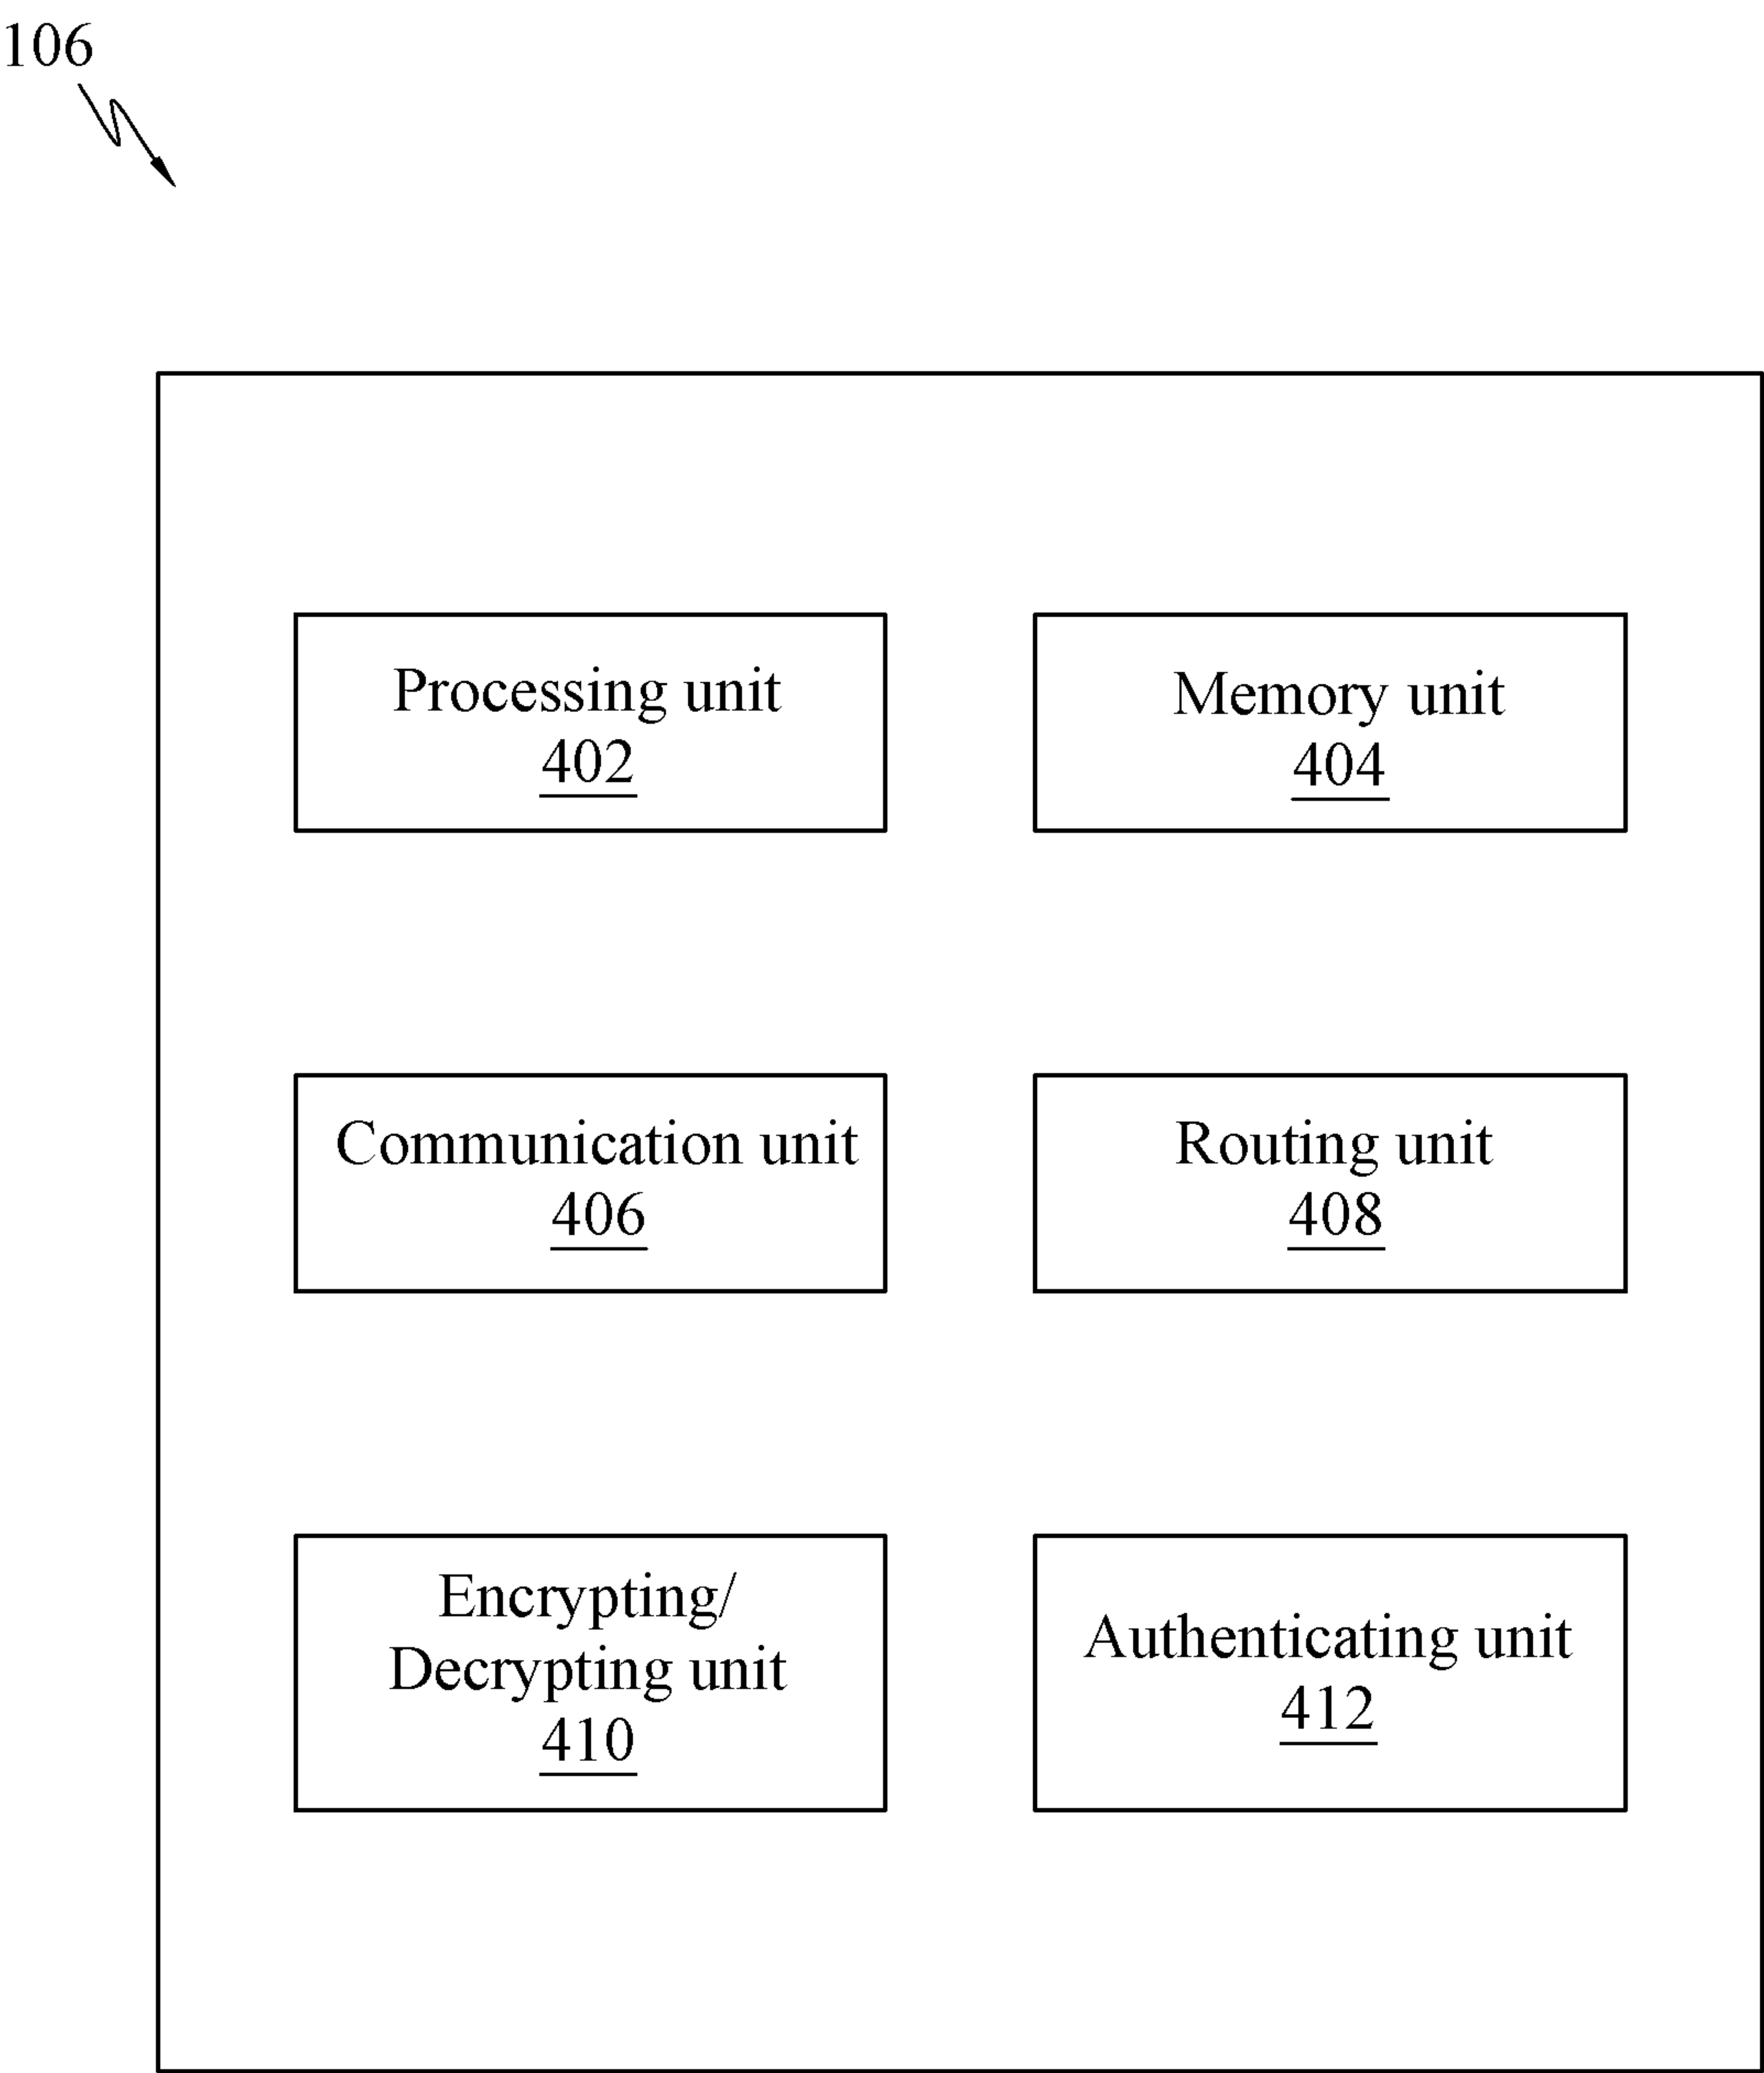 106
Processing unit
402
Memory unit
404
Communication unit
406
Routing unit
408
Encrypting/
Decrypting unit
410
Authenticating unit
412